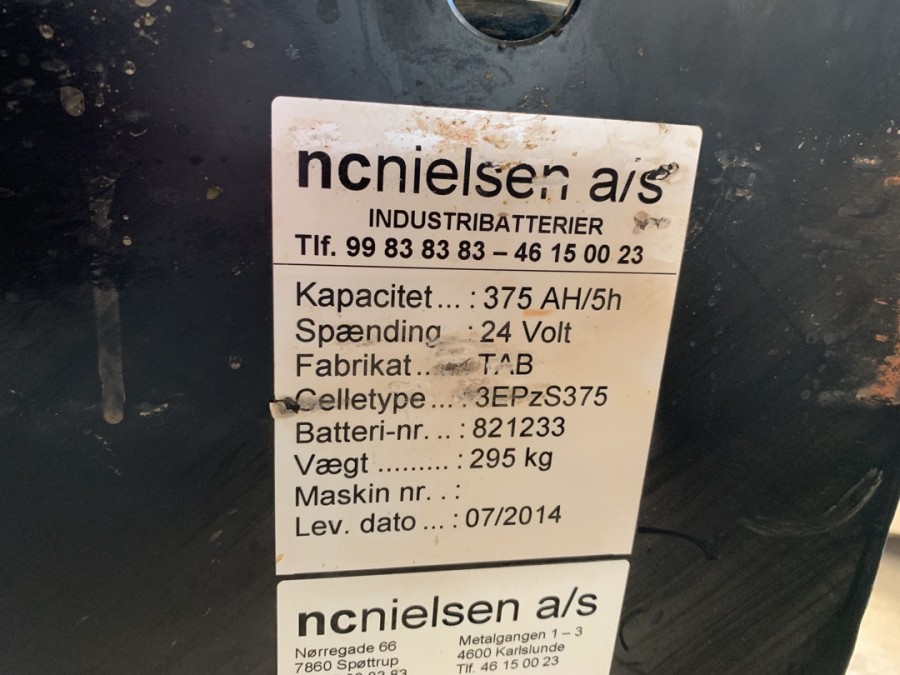 ncnielsen a/s
INDUSTRIBATTERIER
Tlf. 99 83 83 83 – 46 15 00 23
Kapacitet ... : 375 AH/5h
Spænding : 24 Volt
Fabrikat .. TAB
Celletype ... : 3EPzS375
Batteri-nr. .. : 821233
Vægt ......... : 295 kg
Maskin nr. . :
Lev. dato ... : 07/2014
ncnielsen a/s
Nørregade 66 Metalgangen 1 – 3
7860 Spøttrup 4600 Karlslunde
Tlf. 46 15 00 23